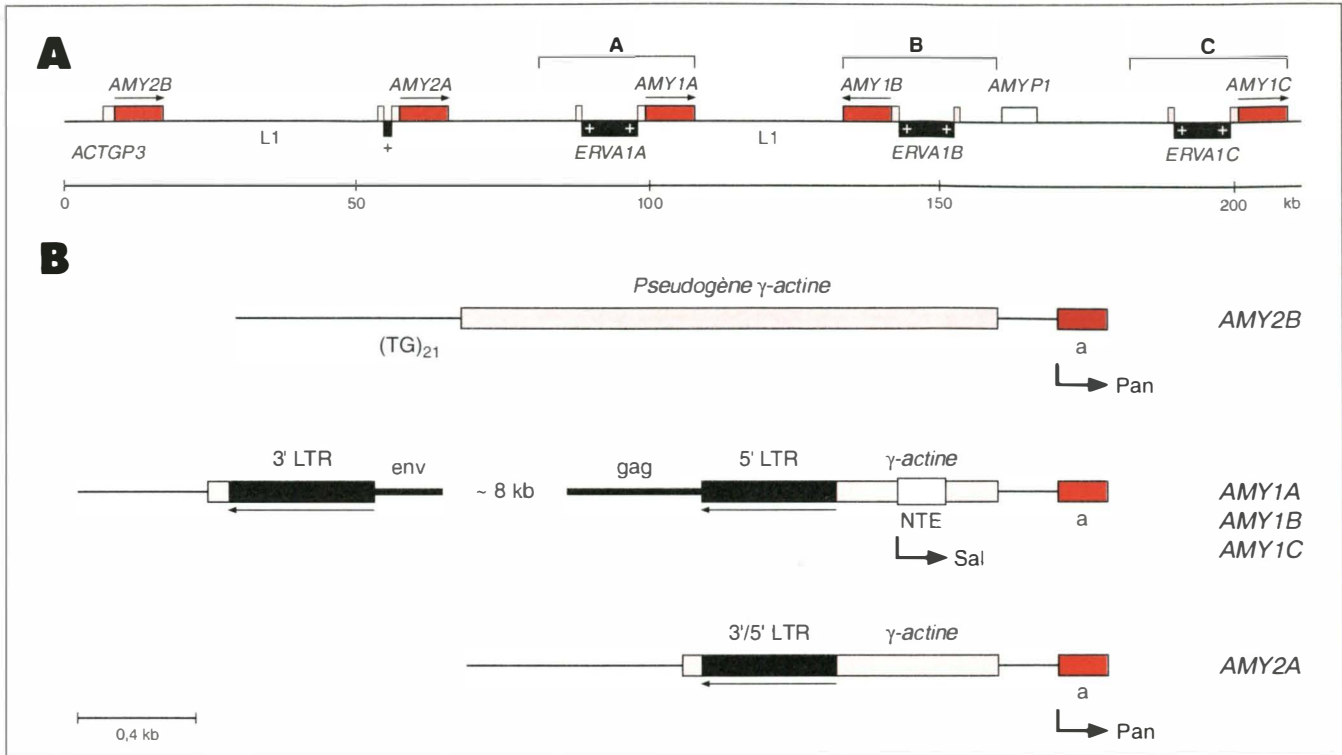 A
A B C
AMY2B AMY2A AMY1A AMY1B AMYP1 AMY1C
L1 L1
+ + + + + + +
ACTGP3 ERVA1A ERVA1B ERVA1C
0 50 100 150 200 kb
B
Pseudogène γ-actine
AMY2B
(TG)21
a
Pan
3' LTR env gag 5' LTR γ-actine
~ 8 kb
AMY1A
NTE a AMY1B
Sal AMY1C
3'/5' LTR γ-actine
AMY2A
a
0,4 kb
Pan